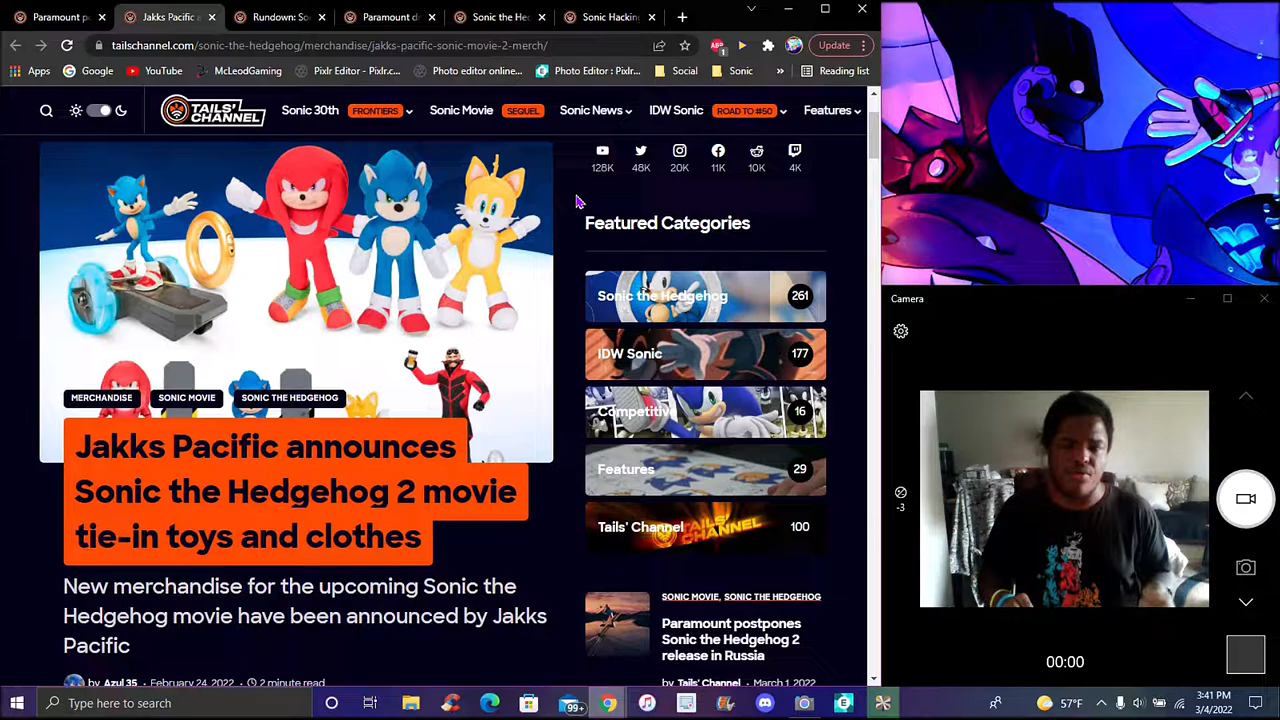 Paramount po
Jakks Pacific a
Rundown: So
Paramount d
Sonic the He
Sonic Hacking
tailschannel.com/sonic-the-hedgehog/merchandise/jakks-pacific-sonic-movie-2-merch/
ABP
1
Update
Apps
Google
YouTube
McLeodGaming
Pixlr Editor - Pixlr.c...
Photo editor online...
Photo Editor : Pixlr...
Social
Sonic
Reading list
TAILS' CHANNEL
Sonic 30th FRONTIERS
Sonic Movie SEQUEL
Sonic News
IDW Sonic ROAD TO #50
Features
128K 48K 20K 11K 10K 4K
Featured Categories
Sonic the Hedgehog 261
IDW Sonic 177
Competitive 16
Features 29
Tails' Channel 100
TAILS' CHANNEL
MERCHANDISE SONIC MOVIE SONIC THE HEDGEHOG
Jakks Pacific announces
Sonic the Hedgehog 2 movie
tie-in toys and clothes
New merchandise for the upcoming Sonic the
Hedgehog movie have been announced by Jakks
Pacific
by Azul 35 February 24, 2022 2 minute read
SONIC MOVIE, SONIC THE HEDGEHOG
Paramount postpones
Sonic the Hedgehog 2
release in Russia
by Tails' Channel March 1, 2022
Camera
-3
00:00
Type here to search
99+
57°F
3:41 PM
3/4/2022